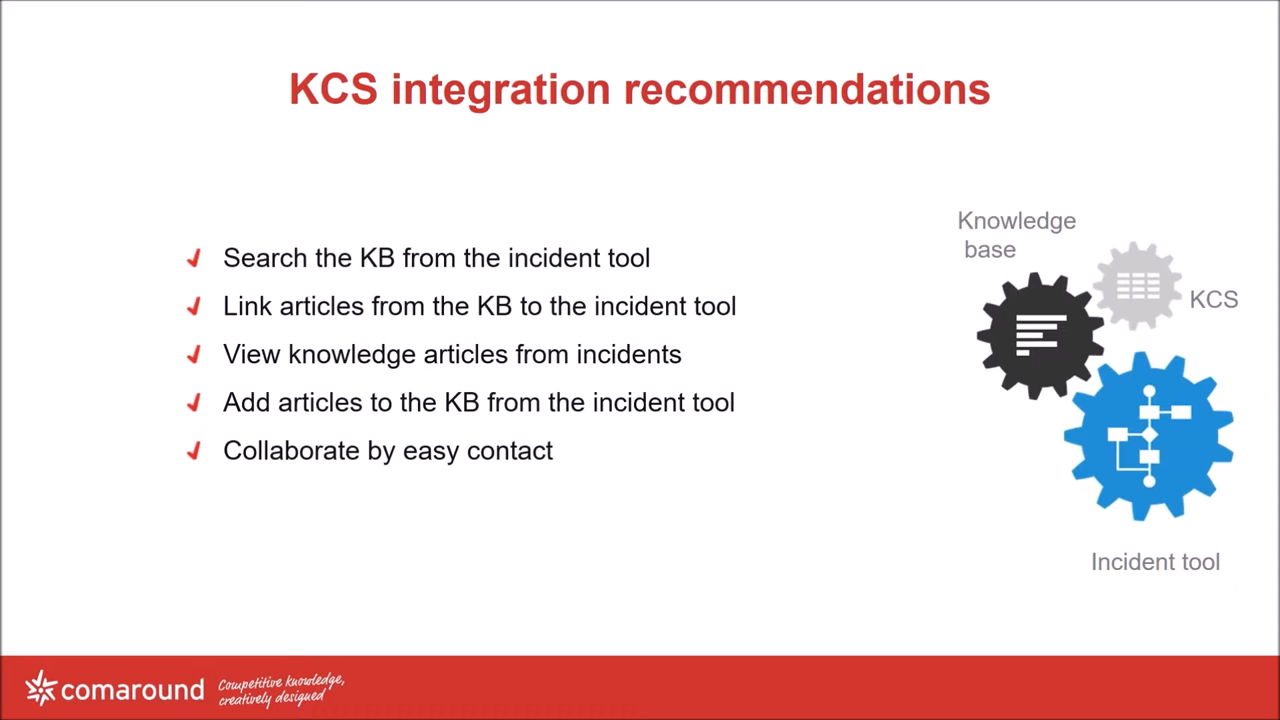 KCS integration recommendations
Search the KB from the incident tool
Link articles from the KB to the incident tool
View knowledge articles from incidents
Add articles to the KB from the incident tool
Collaborate by easy contact
Knowledge
base
KCS
Incident tool
comaround
Competitive knowledge,
creatively designed